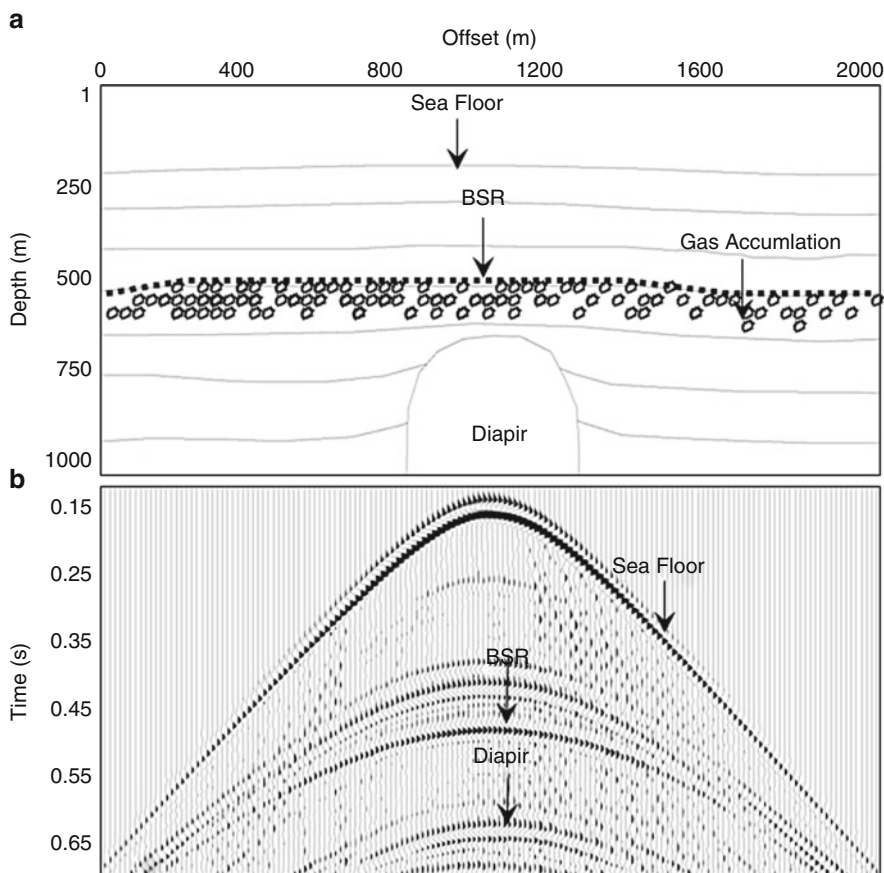 a
Offset (m)
0 400 800 1200 1600 2000
1
Sea Floor
250
BSR
Gas Accumlation
500
Depth (m)
750
Diapir
1000
b
0.15
0.25
Sea Floor
0.35
BSR
Time (s)
0.45
Diapir
0.55
0.65